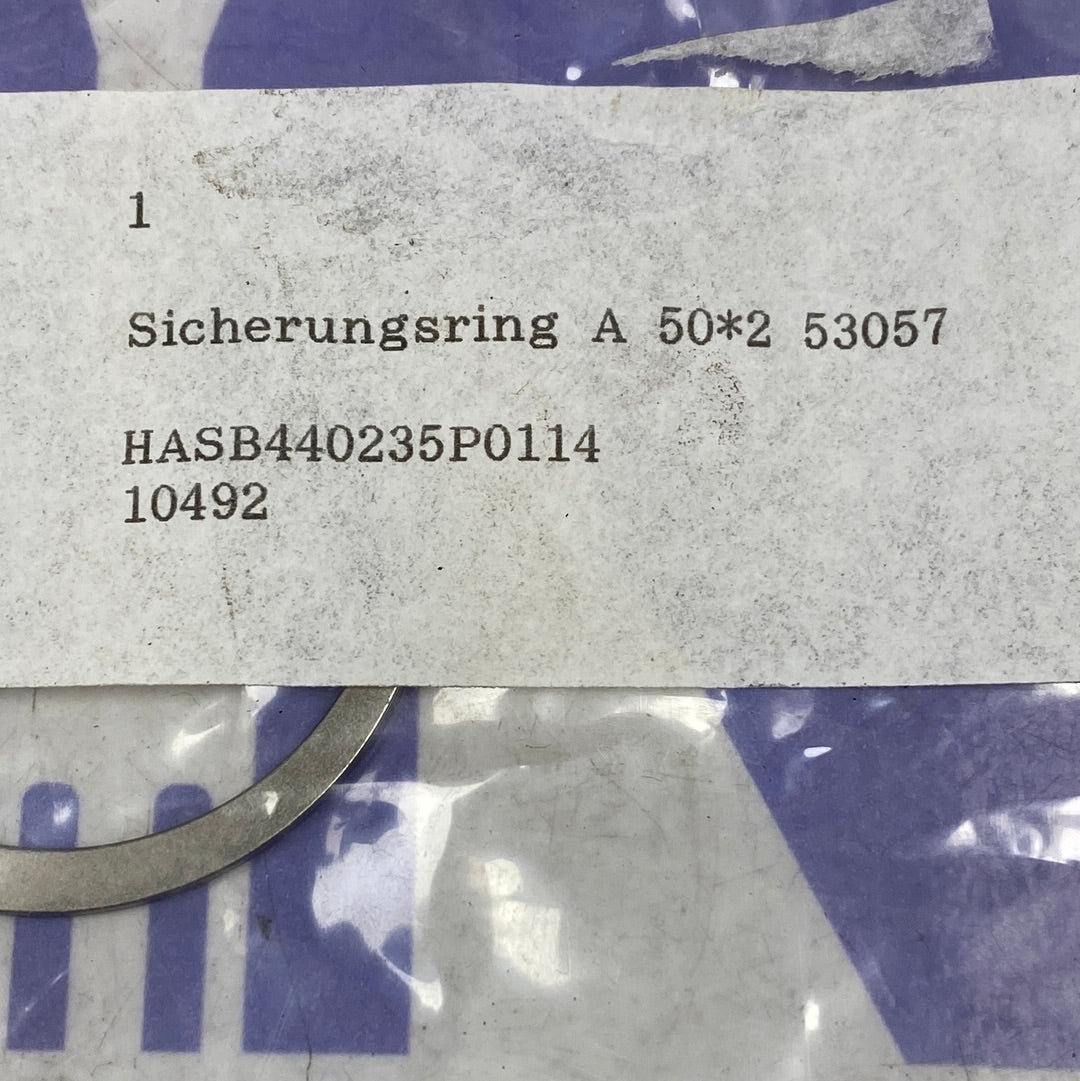 1
Sicherungsring A 50*2 53057
HASB440235P0114
10492